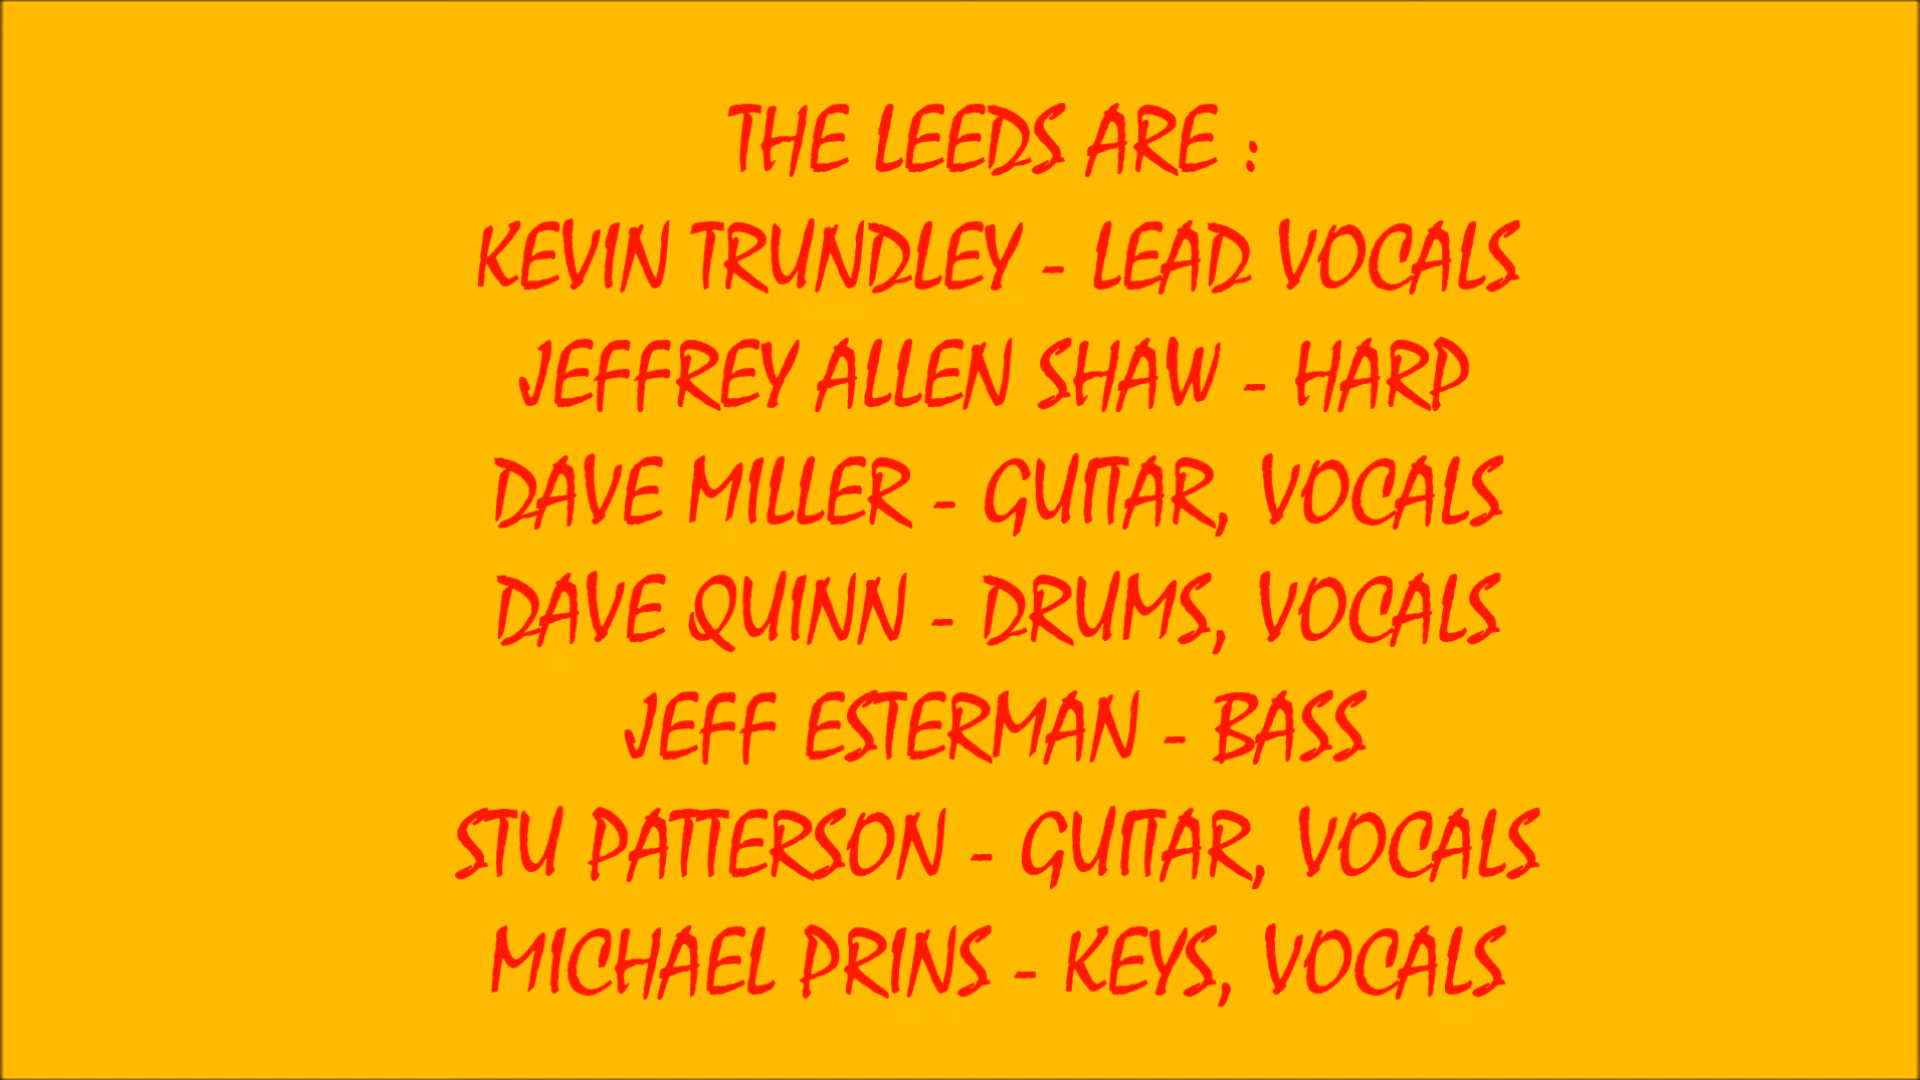 THE LEEDS ARE :
KEVIN TRUNDLEY - LEAD VOCALS
JEFFREY ALLEN SHAW - HARP
DAVE MILLER - GUITAR, VOCALS
DAVE QUINN - DRUMS, VOCALS
JEFF ESTERMAN - BASS
STU PATTERSON - GUITAR, VOCALS
MICHAEL PRINS - KEYS, VOCALS